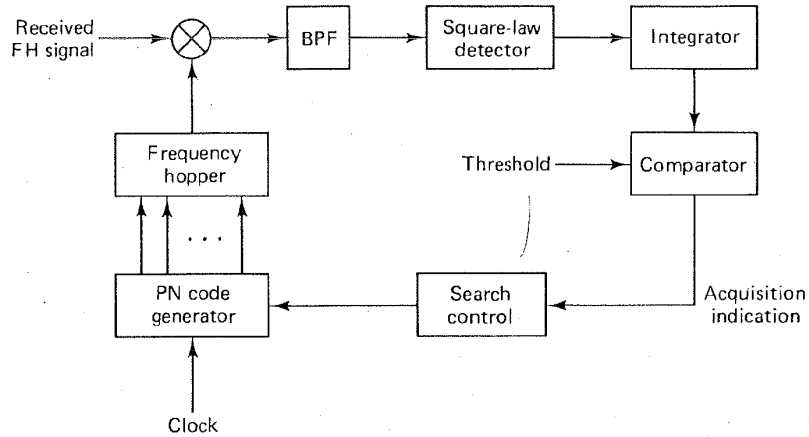 Received
FH signal
BPF
Square-law
detector
Integrator
Frequency
hopper
Threshold
Comparator
PN code
generator
Search
control
Acquisition
indication
Clock